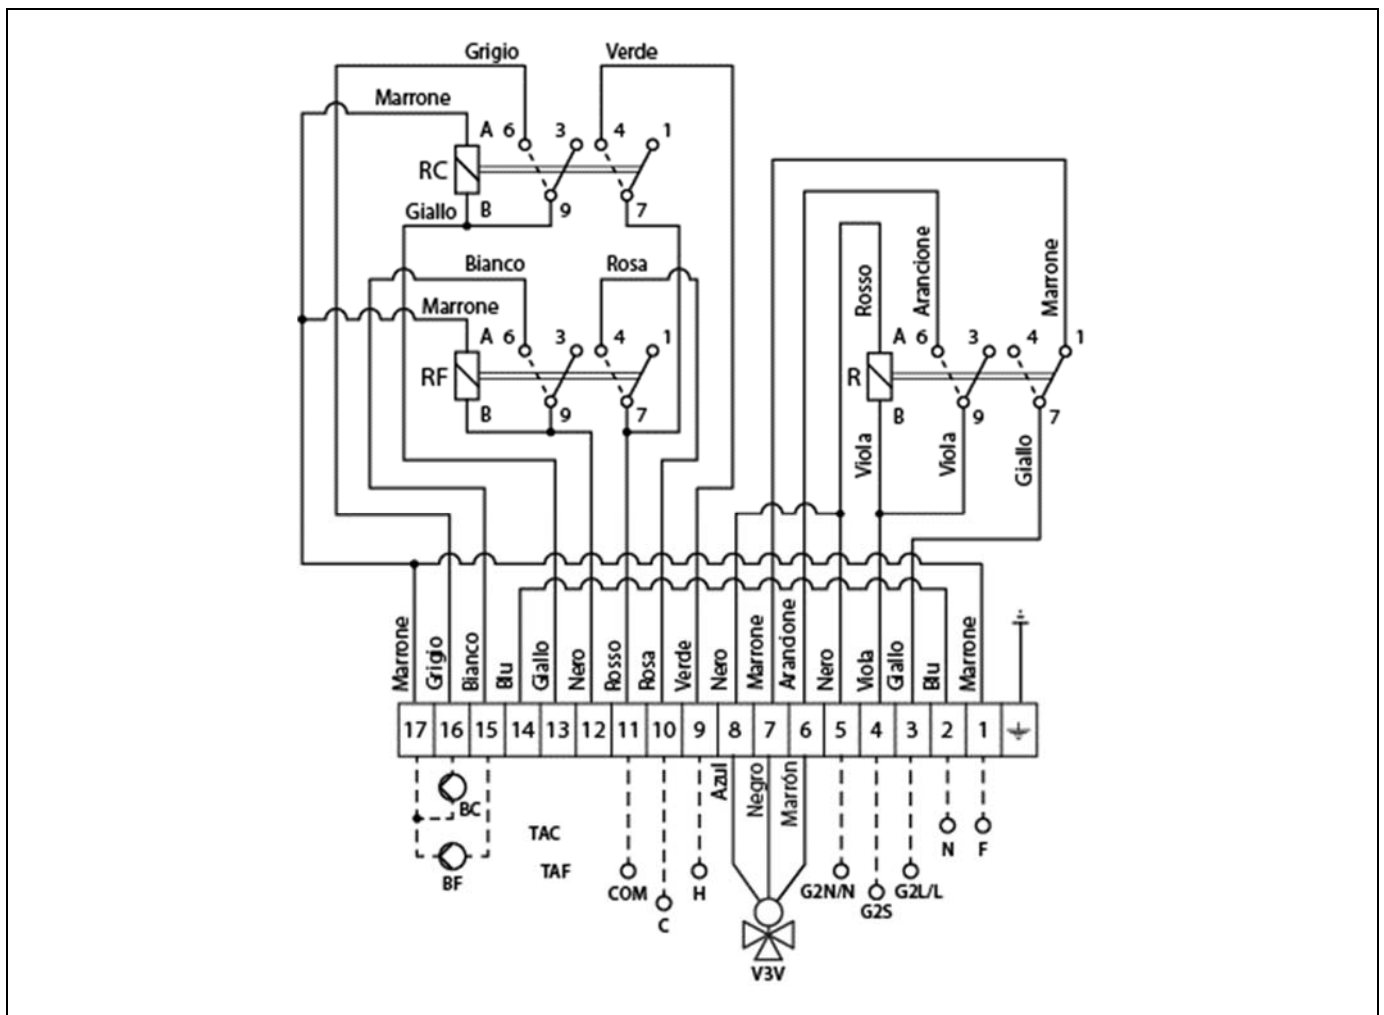 Grigio Verde
Marrone
A 6 3 4 1
RC
Giallo B 9 7
Bianco Rosa
Marrone
A 6 3 4 1
RF
B 9 7
Rosso
Arancione
Marrone
A 6 3 4 1
R
B 9 7
Viola
Viola
Giallo
Marrone
Grigio
Bianco
Blu
Giallo
Nero
Rosso
Rosa
Verde
Nero
Marrone
Arancione
Nero
Viola
Giallo
Blu
Marrone
17 16 15 14 13 12 11 10 9 8 7 6 5 4 3 2 1
Azul
Negro
Marrón
BC
BF
TAC
TAF
COM
C
H
V3V
G2N/N
G2S
G2L/L
N
F